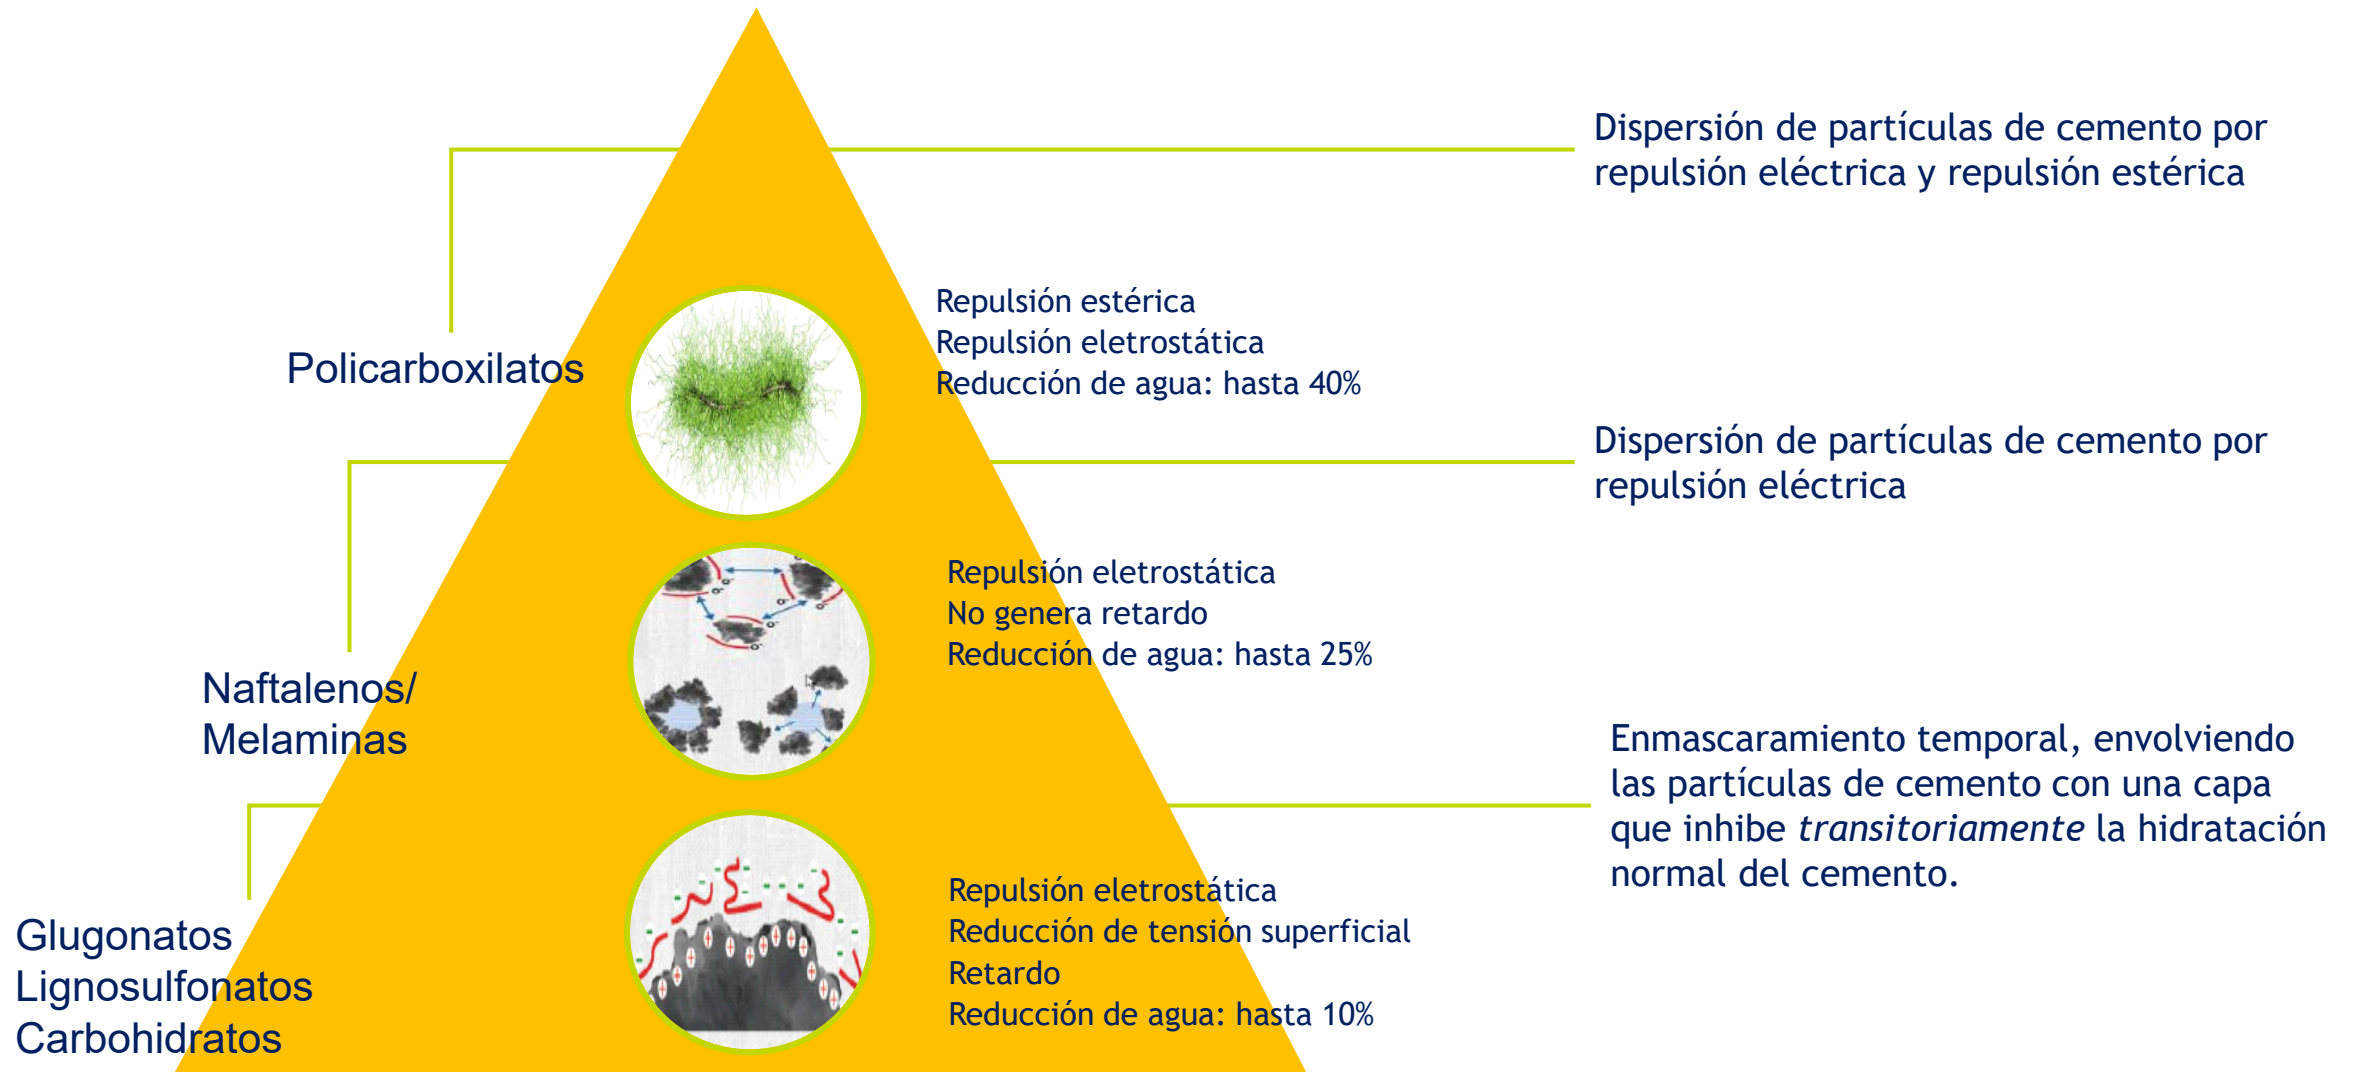 Dispersión de partículas de cemento por
repulsión eléctrica y repulsión estérica
Policarboxilatos
Repulsión estérica
Repulsión eletrostática
Reducción de agua: hasta 40%
Dispersión de partículas de cemento por
repulsión eléctrica
Naftalenos/
Melaminas
Repulsión eletrostática
No genera retardo
Reducción de agua: hasta 25%
Enmascaramiento temporal, envolviendo
las partículas de cemento con una capa
que inhibe transitoriamente la hidratación
normal del cemento.
Glugonatos
Lignosulfonatos
Carbohidratos
Repulsión eletrostática
Reducción de tensión superficial
Retardo
Reducción de agua: hasta 10%